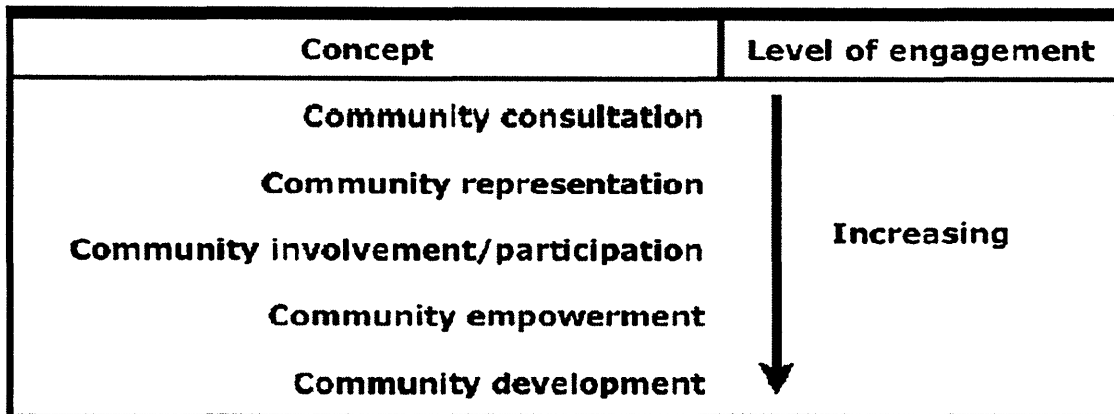 Concept Level of engagement
Community consultation
Community representation
Community involvement/participation
Increasing
Community empowerment
Community development